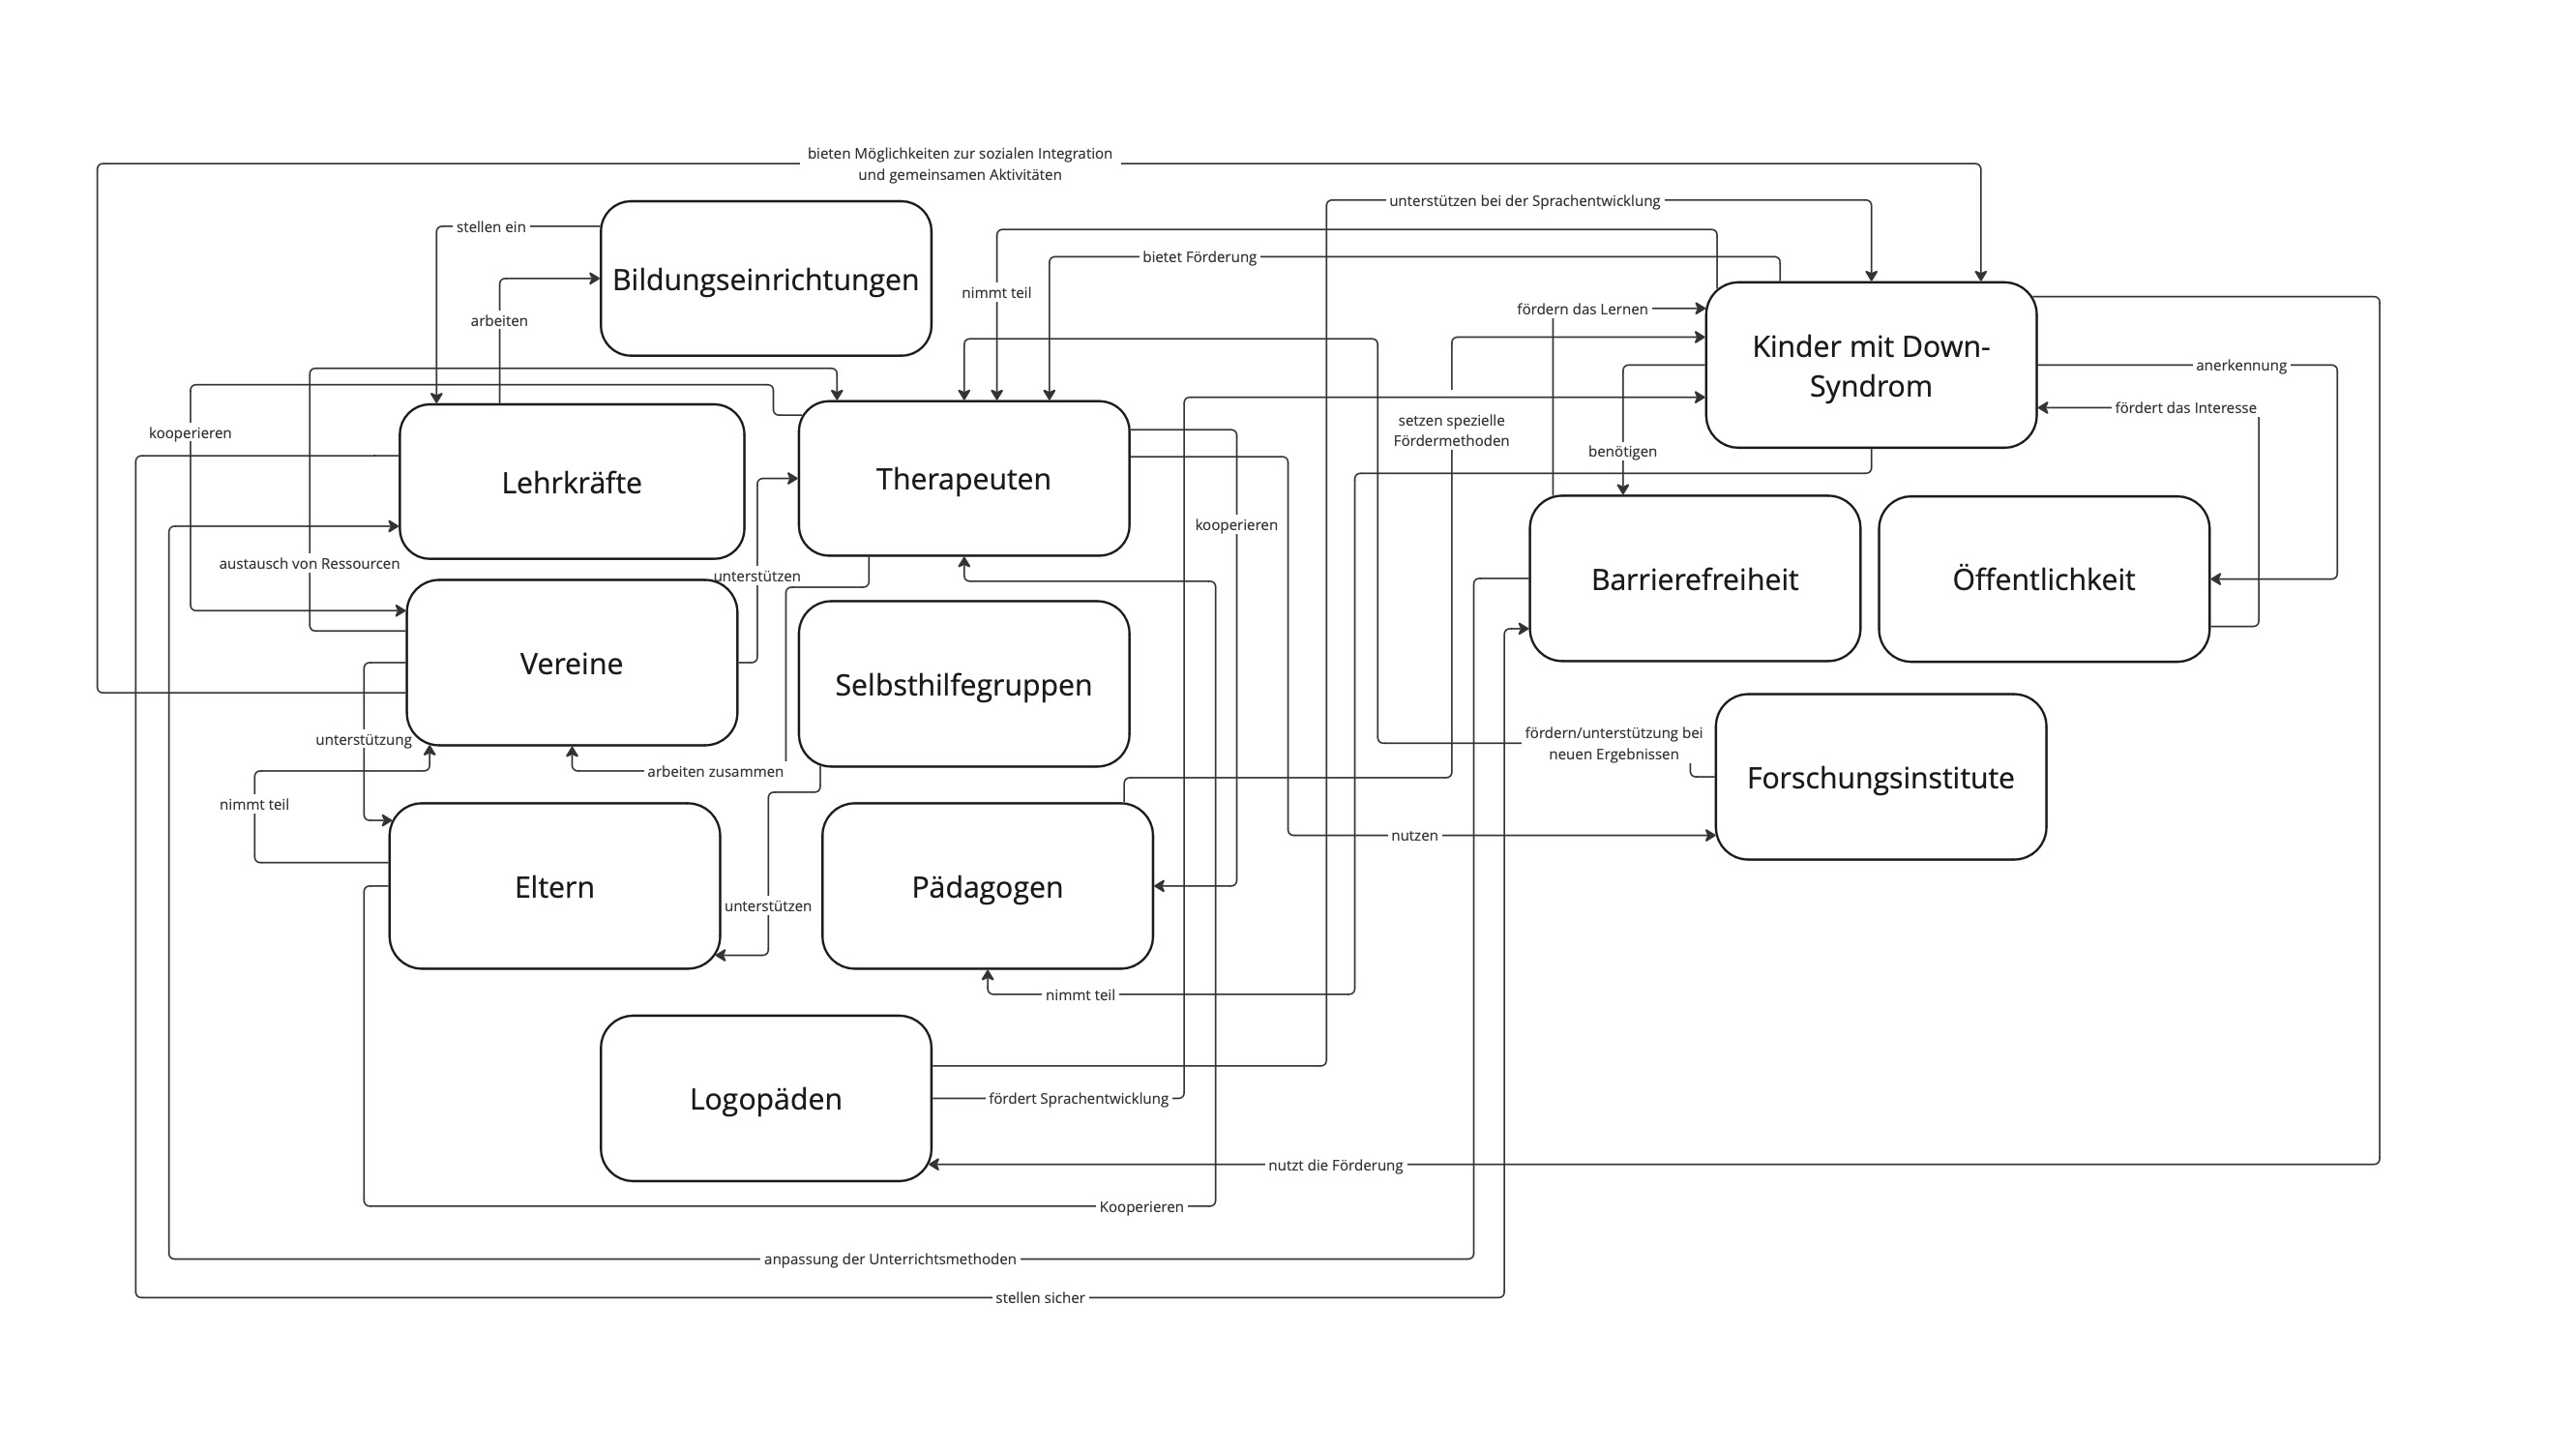 bieten Möglichkeiten zur sozialen Integration
und gemeinsamen Aktivitäten
unterstützen bei der Sprachentwicklung
stellen ein
bietet Förderung
Bildungseinrichtungen
nimmt teil
fördern das Lernen
arbeiten
Kinder mit Down-
Syndrom
anerkennung
fördert das Interesse
setzen spezielle
Fördermethoden
kooperieren
benötigen
Lehrkräfte
Therapeuten
kooperieren
austausch von Ressourcen
unterstützen
Barrierefreiheit
Öffentlichkeit
Vereine
Selbsthilfegruppen
unterstützung
fördern/unterstützung bei
neuen Ergebnissen
arbeiten zusammen
Forschungsinstitute
nimmt teil
nutzen
Eltern
Pädagogen
unterstützen
nimmt teil
Logopäden
fördert Sprachentwicklung
nutzt die Förderung
Kooperieren
anpassung der Unterrichtsmethoden
stellen sicher